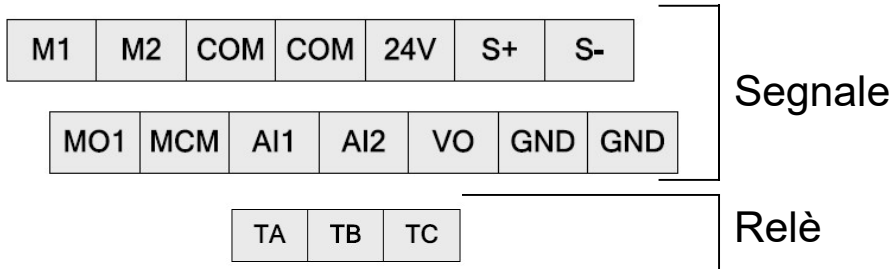 M1 M2 COM COM 24V S+ S-
Segnale
MO1 MCM AI1 AI2 VO GND GND
TA TB TC
Relè